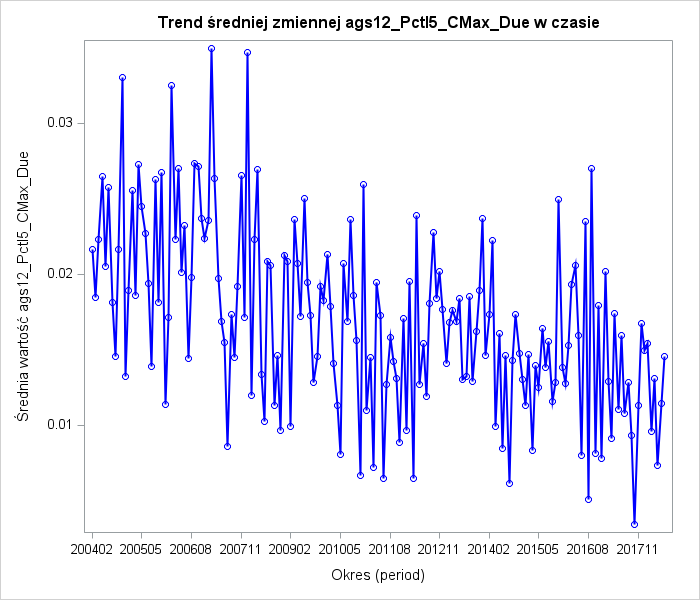 Trend średniej zmiennej ags12_Pctl5_CMax_Due w czasie
Średnia wartość ags12_Pctl5_CMax_Due
0.03
0.02
0.01
200402 200505 200608 200711 200902 201005 201108 201211 201402 201505 201608 201711
Okres (period)